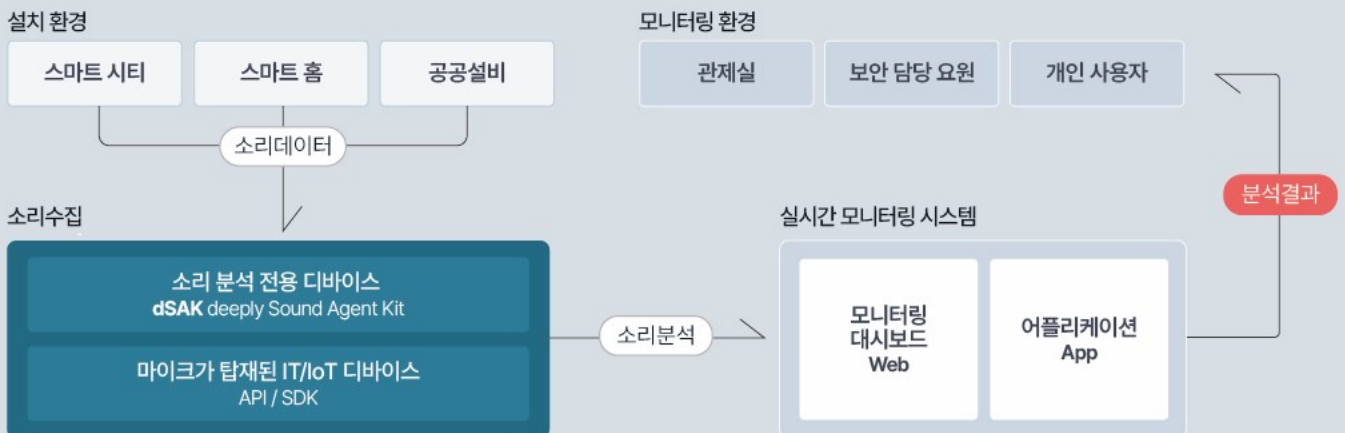 설치 환경
스마트 시티
스마트 홈
공공설비
소리데이터
소리수집
소리 분석 전용 디바이스
dSAK deeply Sound Agent Kit
마이크가 탑재된 IT/IoT 디바이스
API / SDK
소리분석
실시간 모니터링 시스템
모니터링
대시보드
Web
어플리케이션
App
분석결과
모니터링 환경
관제실
보안 담당 요원
개인 사용자